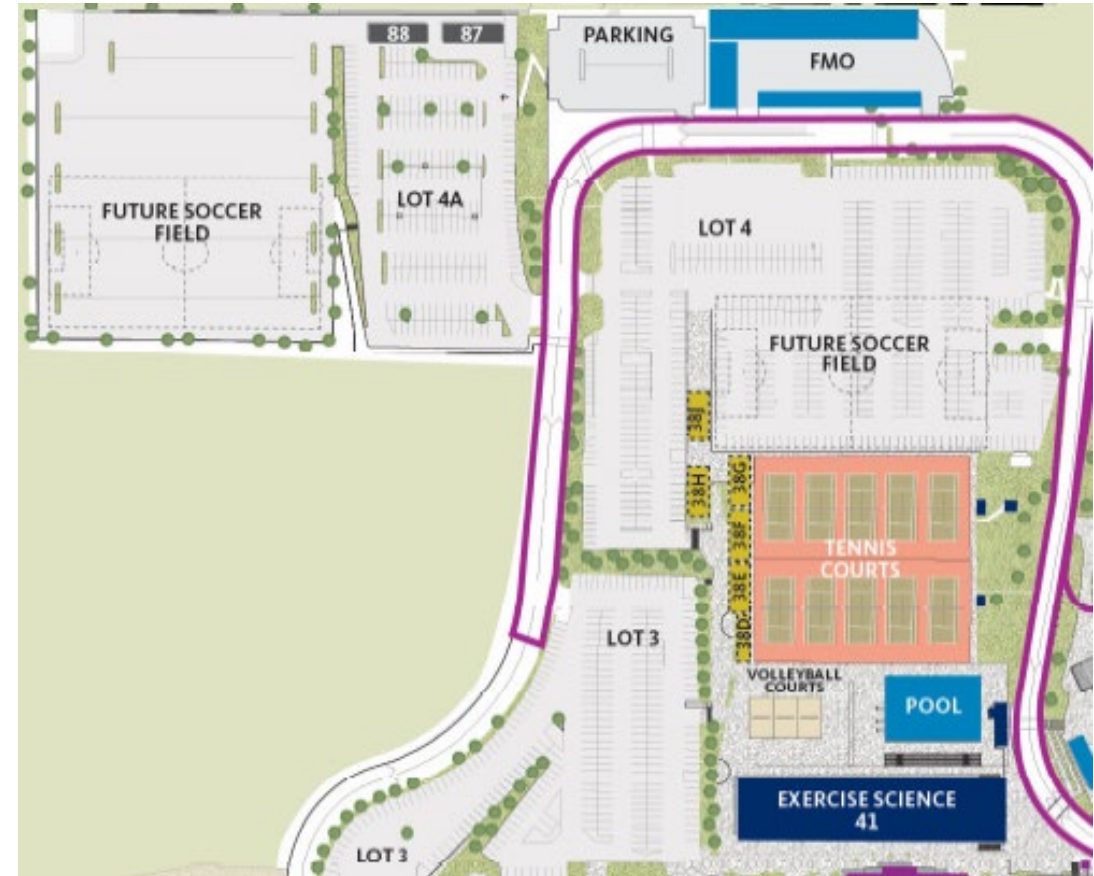 88
87
PARKING
FMO
FUTURE SOCCER
FIELD
LOT 4A
LOT 4
FUTURE SOCCER
FIELD
38J
38H
38G
38F
38E
38D
TENNIS
COURTS
LOT 3
VOLLEYBALL
COURTS
POOL
EXERCISE SCIENCE
41
LOT 3